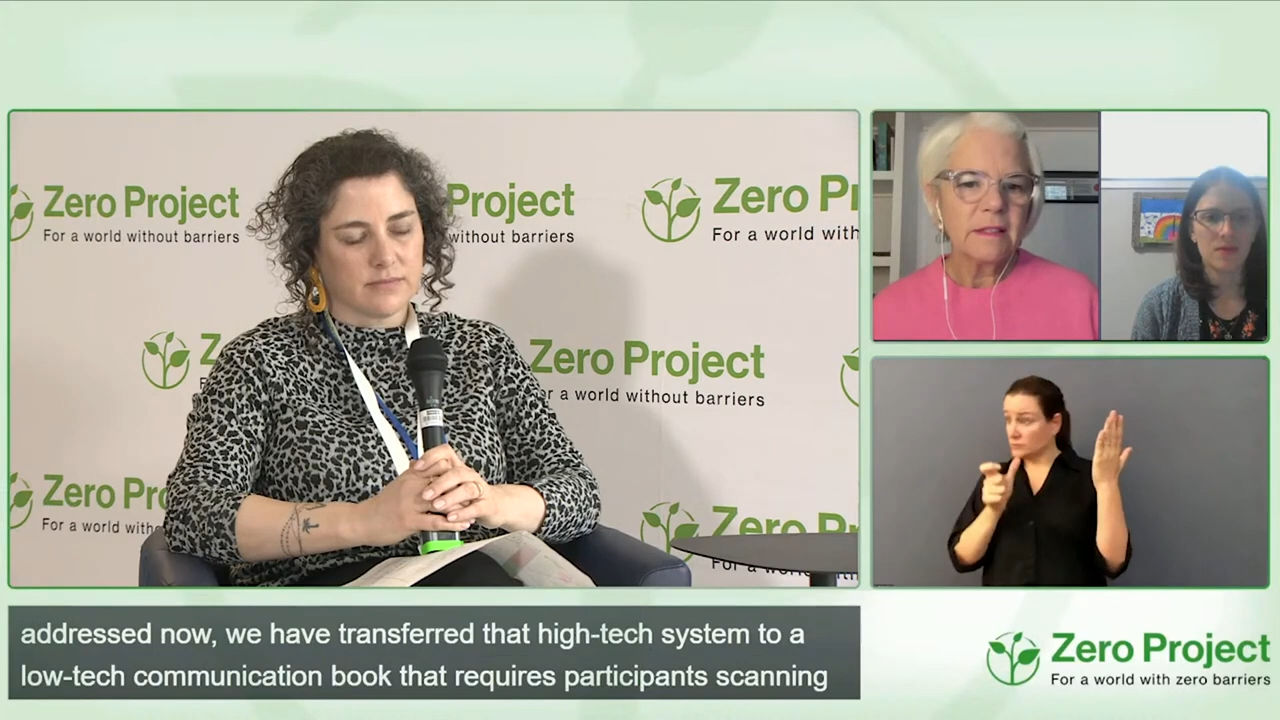 Zero Project
For a world without barriers
Project
without barriers
Zero P
For a world with
Z
Zero Project
r a world without barriers
Zero Pro
For a world witho
Zero Pr
For a world with
addressed now, we have transferred that high-tech system to a
low-tech communication book that requires participants scanning
Zero Project
For a world with zero barriers